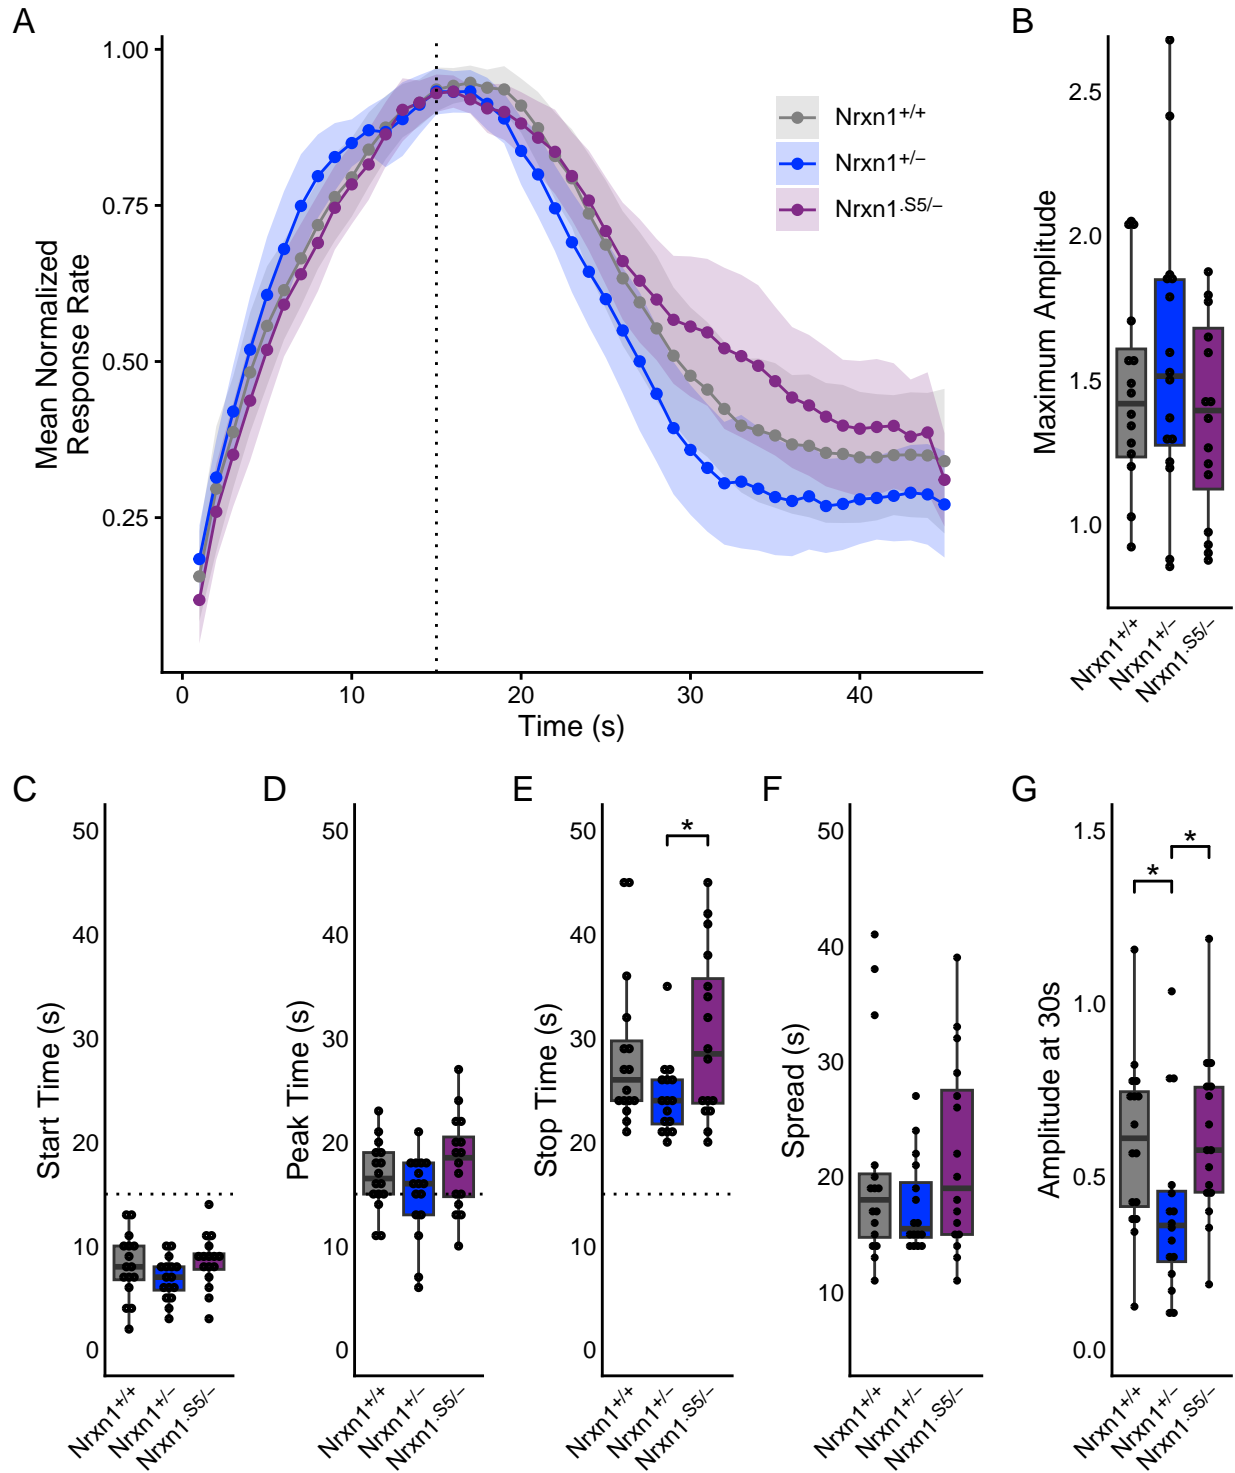 A
Mean Normalized
Response Rate
1.00
0.75
0.50
0.25
0
10
20
30
40
Time (s)
Nrxn1+/+
Nrxn1+/–
Nrxn1.S5/–
B
Maximum Amplitude
2.5
2.0
1.5
1.0
Nrxn1+/+
Nrxn1+/–
Nrxn1.S5/–
C
Start Time (s)
50
40
30
20
10
0
Nrxn1+/+
Nrxn1+/–
Nrxn1.S5/–
D
Peak Time (s)
50
40
30
20
10
0
Nrxn1+/+
Nrxn1+/–
Nrxn1.S5/–
E
Stop Time (s)
50
40
30
20
10
0
*
Nrxn1+/+
Nrxn1+/–
Nrxn1.S5/–
F
Spread (s)
50
40
30
20
10
Nrxn1+/+
Nrxn1+/–
Nrxn1.S5/–
G
Amplitude at 30s
1.5
1.0
0.5
0.0
*
*
Nrxn1+/+
Nrxn1+/–
Nrxn1.S5/–